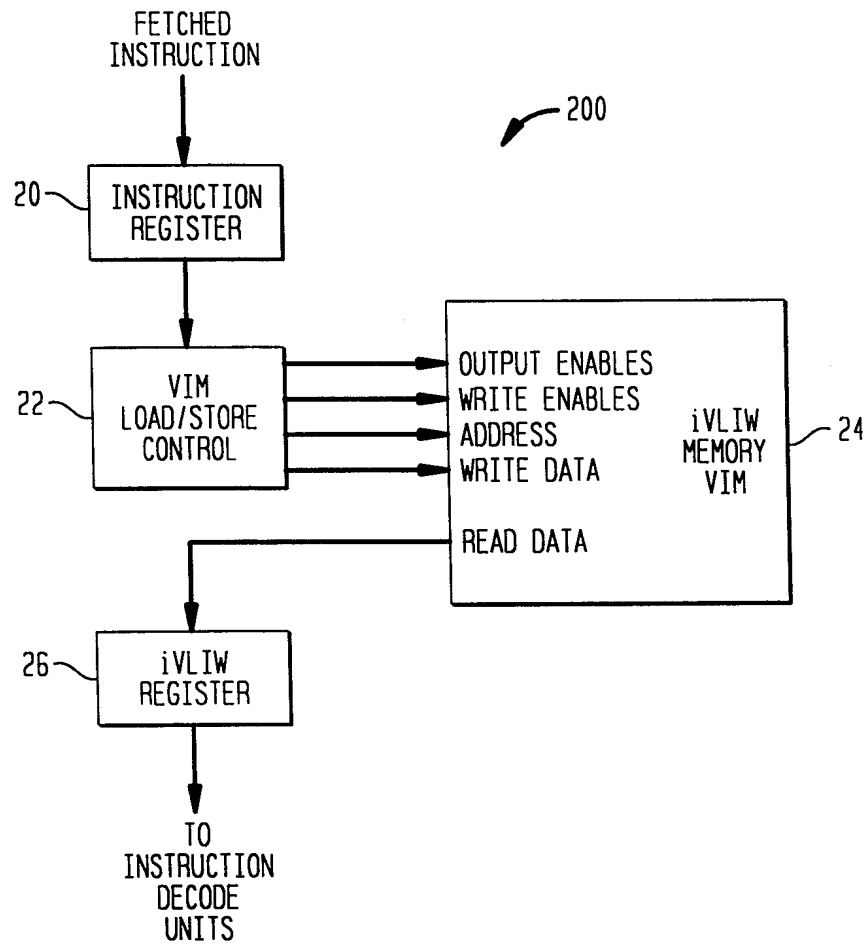 FETCHED
INSTRUCTION
200
20
INSTRUCTION
REGISTER
22
VIM
LOAD/STORE
CONTROL
OUTPUT ENABLES
WRITE ENABLES
ADDRESS
WRITE DATA
READ DATA
iVLIW
MEMORY
VIM
24
26
iVLIW
REGISTER
TO
INSTRUCTION
DECODE
UNITS